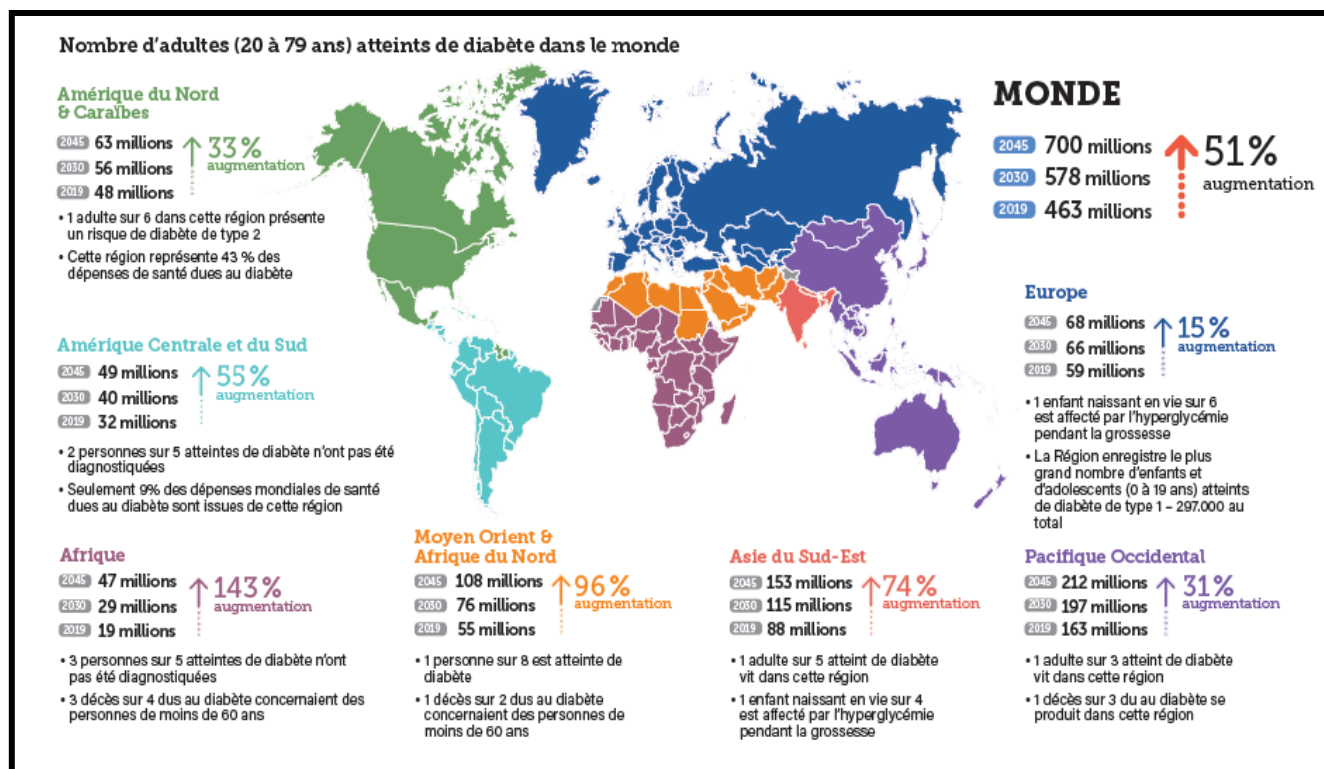 Nombre d'adultes (20 à 79 ans) atteints de diabète dans le monde
Amérique du Nord
& Caraïbes
2045 63 millions
2030 56 millions
2019 48 millions
33 %
augmentation
• 1 adulte sur 6 dans cette région présente
un risque de diabète de type 2
• Cette région représente 43 % des
dépenses de santé dues au diabète
MONDE
2045 700 millions
2030 578 millions
2019 463 millions
51%
augmentation
Amérique Centrale et du Sud
2045 49 millions
2030 40 millions
2019 32 millions
55%
augmentation
• 2 personnes sur 5 atteintes de diabète n'ont pas été
diagnostiquées
• Seulement 9% des dépenses mondiales de santé
dues au diabète sont issues de cette région
Europe
2045 68 millions
2030 66 millions
2019 59 millions
15%
augmentation
• 1 enfant naissant en vie sur 6
est affecté par l'hyperglycémie
pendant la grossesse
• La Région enregistre le plus
grand nombre d'enfants et
d'adolescents (0 à 19 ans) atteints
de diabète de type 1 – 297.000 au
total
Afrique
2045 47 millions
2030 29 millions
2019 19 millions
143%
augmentation
• 3 personnes sur 5 atteintes de diabète n'ont
pas été diagnostiquées
• 3 décès sur 4 dus au diabète concernaient des
personnes de moins de 60 ans
Moyen Orient &
Afrique du Nord
2045 108 millions
2030 76 millions
2019 55 millions
96%
augmentation
• 1 personne sur 8 est atteinte de
diabète
• 1 décès sur 2 dus au diabète
concernaient des personnes de
moins de 60 ans
Asie du Sud-Est
2045 153 millions
2030 115 millions
2019 88 millions
74%
augmentation
• 1 adulte sur 5 atteint de diabète
vit dans cette région
• 1 enfant naissant en vie sur 4
est affecté par l'hyperglycémie
pendant la grossesse
Pacifique Occidental
2045 212 millions
2030 197 millions
2019 163 millions
31%
augmentation
• 1 adulte sur 3 atteint de diabète
vit dans cette région
• 1 décès sur 3 du au diabète se
produit dans cette région